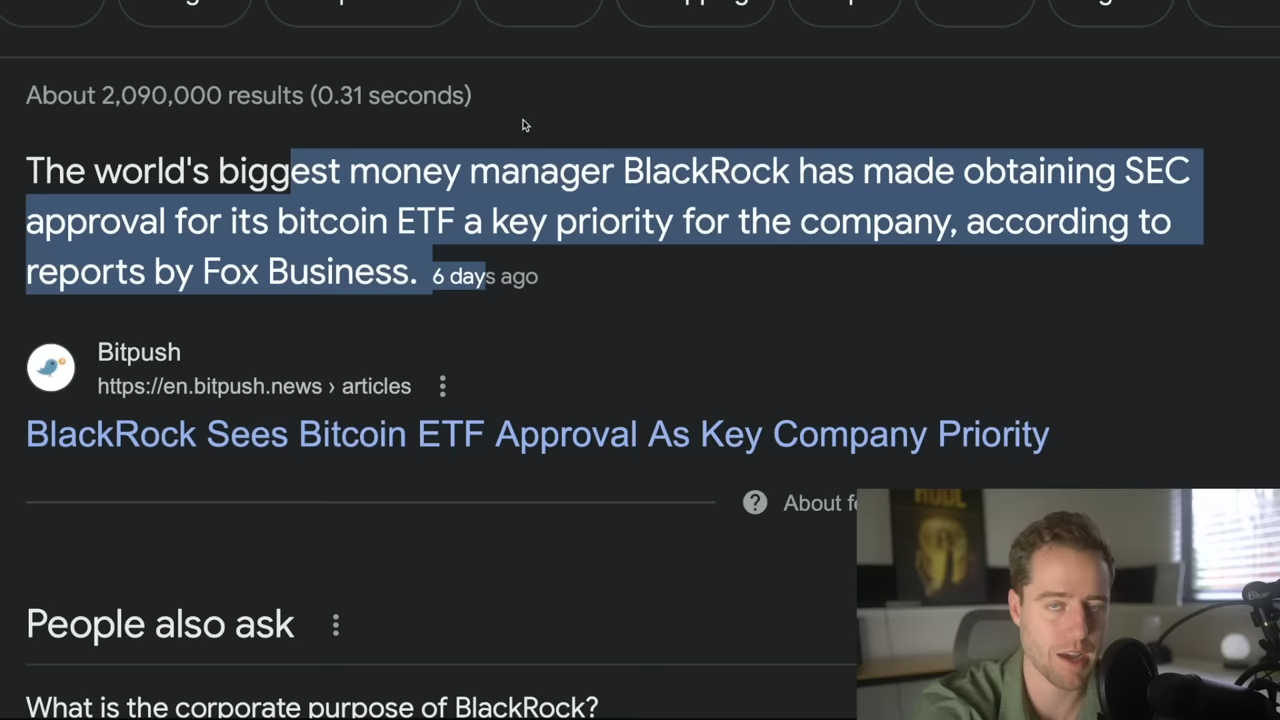 About 2,090,000 results (0.31 seconds)
The world's biggest money manager BlackRock has made obtaining SEC
approval for its bitcoin ETF a key priority for the company, according to
reports by Fox Business. 6 days ago
Bitpush
https://en.bitpush.news › articles
BlackRock Sees Bitcoin ETF Approval As Key Company Priority
About
People also ask
What is the corporate purpose of BlackRock?
Blue